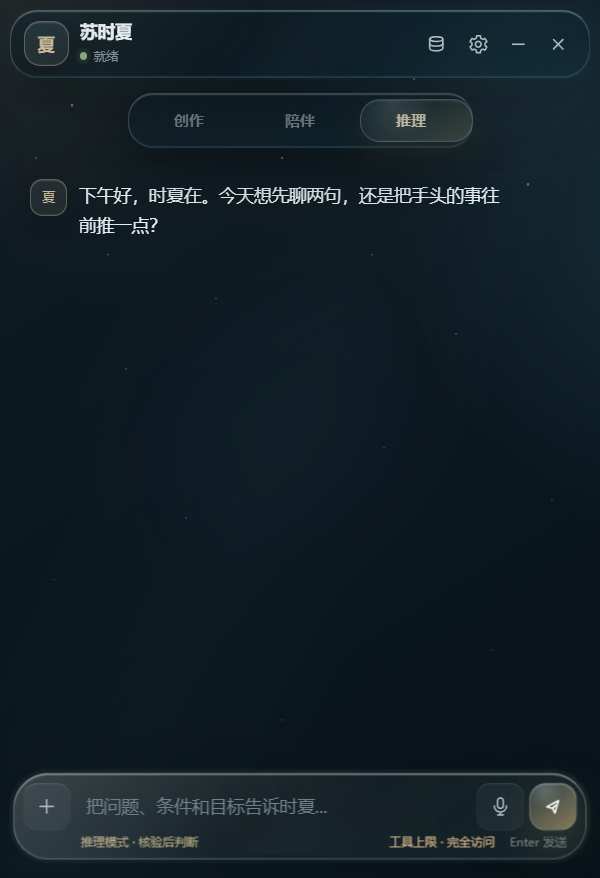 夏
苏时夏
就绪
创作 陪伴 推理
夏
下午好，时夏在。今天想先聊两句，还是把手头的事往
前推一点？
把问题、条件和目标告诉时夏...
推理模式 · 核验后判断 工具上限 · 完全访问 Enter 发送